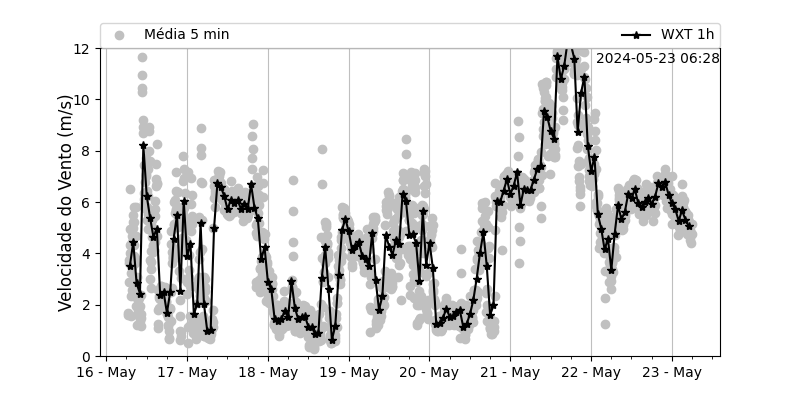 Média 5 min WXT 1h
2024-05-23 06:28
Velocidade do Vento (m/s)
12
10
8
6
4
2
0
16 - May 17 - May 18 - May 19 - May 20 - May 21 - May 22 - May 23 - May